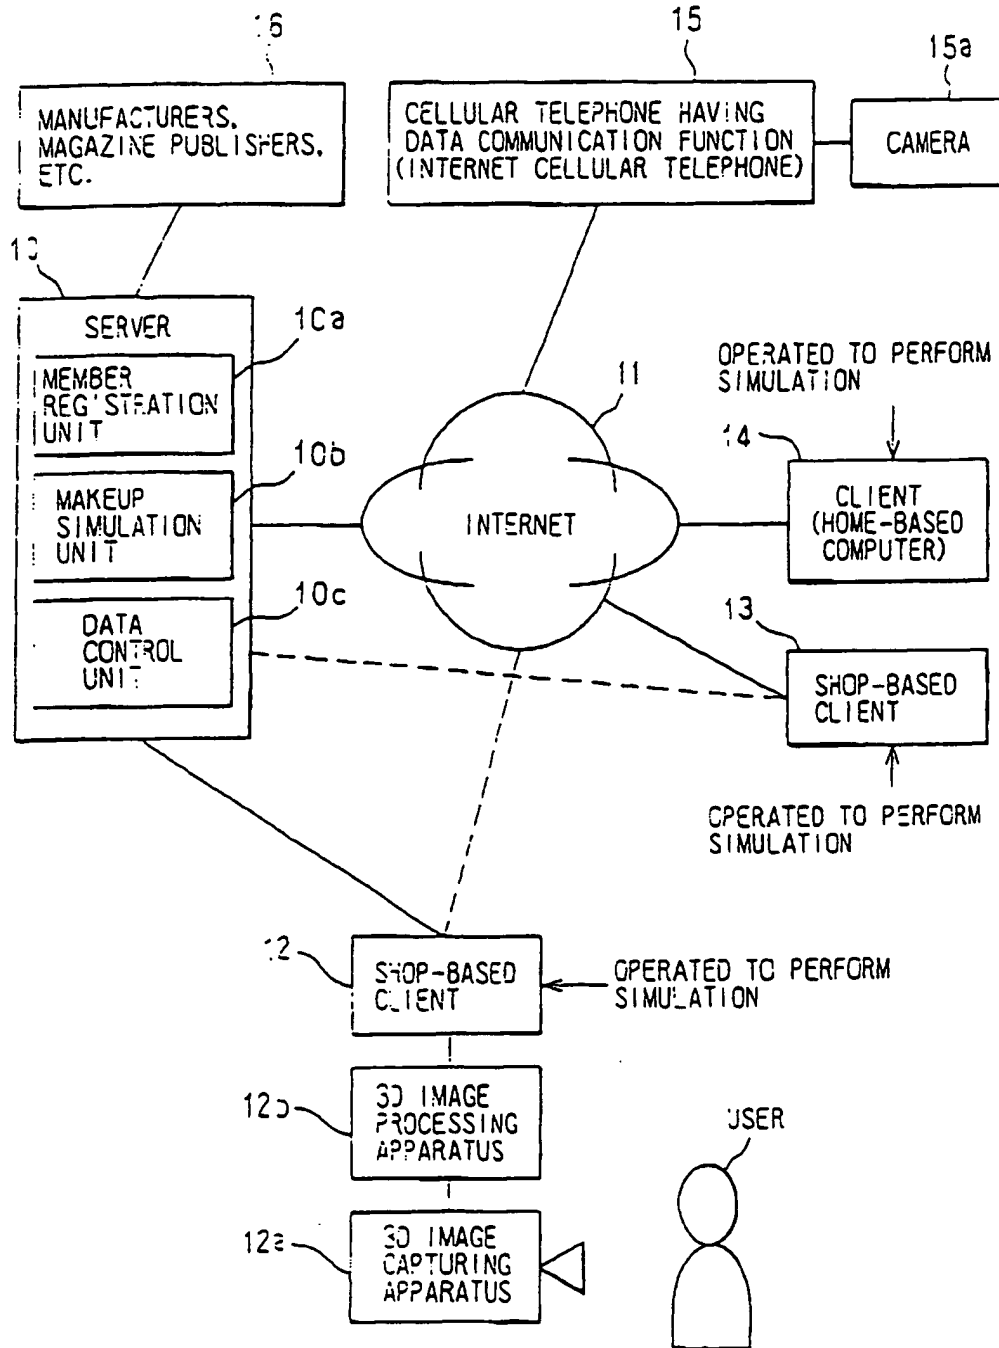 16
MANUFACTURERS,
MAGAZINE PUBLISHERS,
ETC.
15
CELLULAR TELEPHONE HAVING
DATA COMMUNICATION FUNCTION
(INTERNET CELLULAR TELEPHONE)
15a
CAMERA
10
SERVER
10a
MEMBER
REGISTRATION
UNIT
10b
MAKEUP
SIMULATION
UNIT
10c
DATA
CONTROL
UNIT
11
INTERNET
OPERATED TO PERFORM
SIMULATION
14
CLIENT
(HOME-BASED
COMPUTER)
13
SHOP-BASED
CLIENT
OPERATED TO PERFORM
SIMULATION
12
SHOP-BASED
CLIENT
OPERATED TO PERFORM
SIMULATION
12b
3D IMAGE
PROCESSING
APPARATUS
12a
3D IMAGE
CAPTURING
APPARATUS
USER